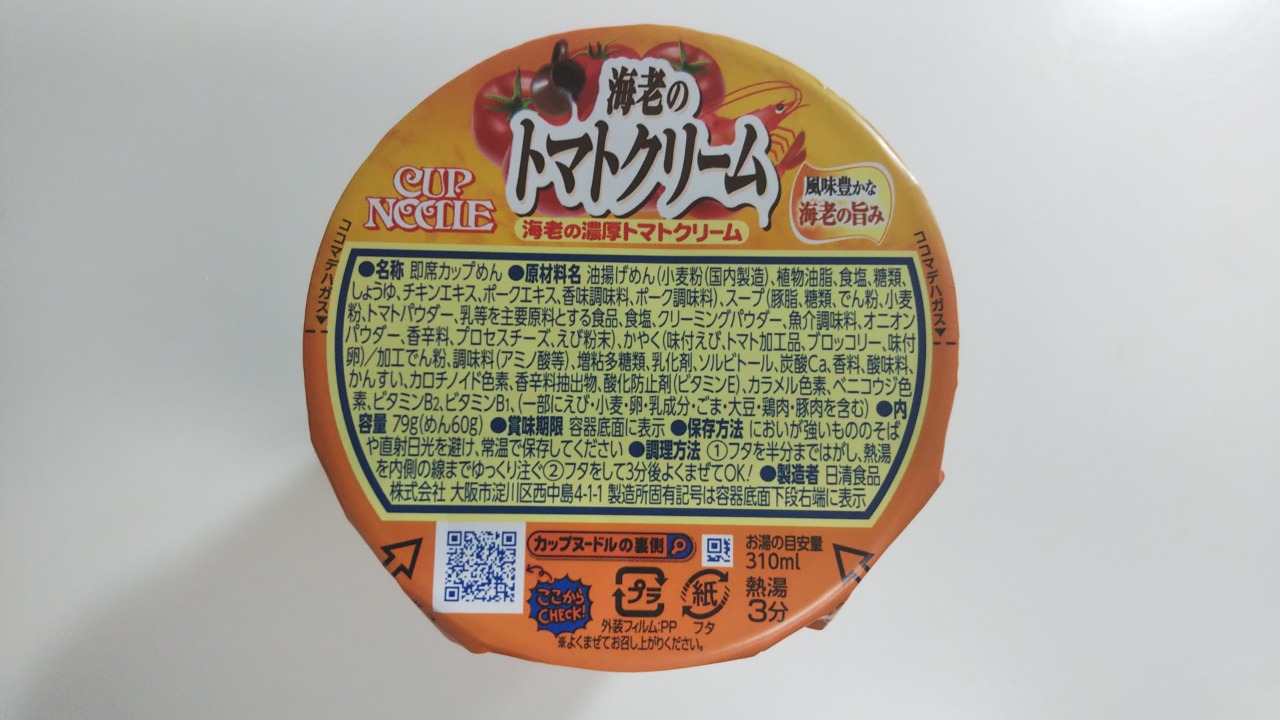 海老の
トマトクリーム
CUP
NOODLE
海老の濃厚トマトクリーム
風味豊かな
海老の旨み
ココマデハガス▼
ココマデハガス▼
●名称 即席カップめん ●原材料名 油揚げめん(小麦粉(国内製造)、植物油脂、食塩、糖類、
しょうゆ、チキンエキス、ポークエキス、香味調味料、ポーク調味料)、スープ(豚脂、糖類、でん粉、小麦
粉、トマトパウダー、乳等を主要原料とする食品、食塩、クリーミングパウダー、魚介調味料、オニオン
パウダー、香辛料、プロセスチーズ、えび粉末)、かやく(味付えび、トマト加工品、ブロッコリー、味付
卵)/加工でん粉、調味料(アミノ酸等)、増粘多糖類、乳化剤、ソルビトール、炭酸Ca、香料、酸味料、
かんすい、カロチノイド色素、香辛料抽出物、酸化防止剤(ビタミンE)、カラメル色素、ベニコウジ色
素、ビタミンB2、ビタミンB1、(一部にえび・小麦・卵・乳成分・ごま・大豆・鶏肉・豚肉を含む) ●内
容量 79g(めん60g) ●賞味期限 容器底面に表示 ●保存方法 においが強いもののそば
や直射日光を避け、常温で保存してください ●調理方法 ①フタを半分まではがし、熱湯
を内側の線までゆっくり注ぐ②フタをして3分後よくまぜてOK! ●製造者 日清食品
株式会社 大阪市淀川区西中島4-1-1 製造所固有記号は容器底面下段右端に表示
カップヌードルの裏側
ここから
CHECK!
プラ
外装フィルム:PP
紙
フタ
お湯の目安量
310ml
熱湯
3分
※よくまぜてお召し上がりください。